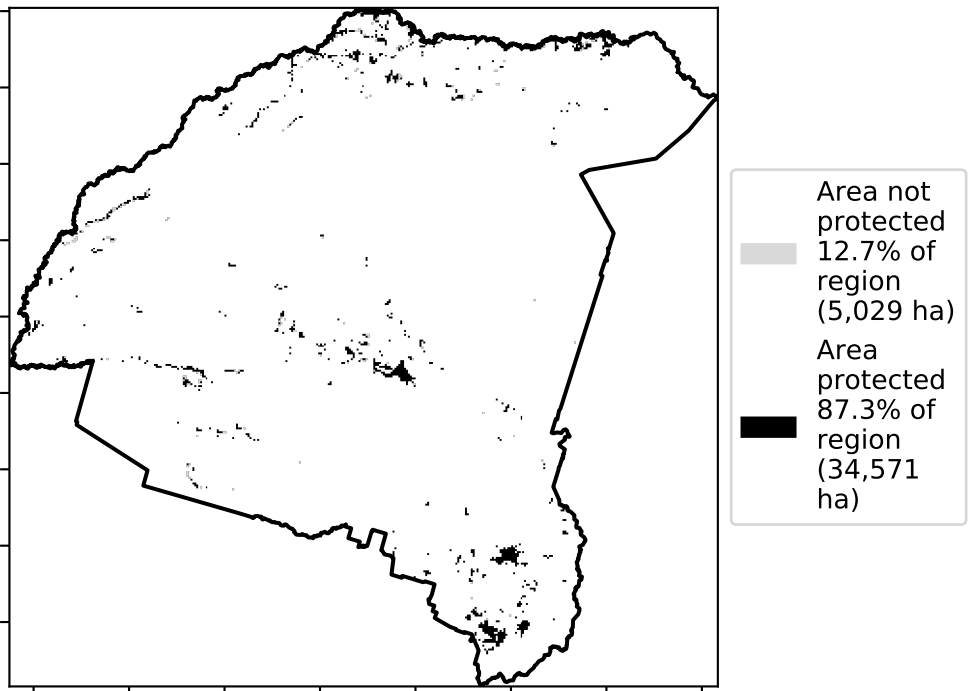 Area not
protected
12.7% of
region
(5,029 ha)
Area
protected
87.3% of
region
(34,571
ha)